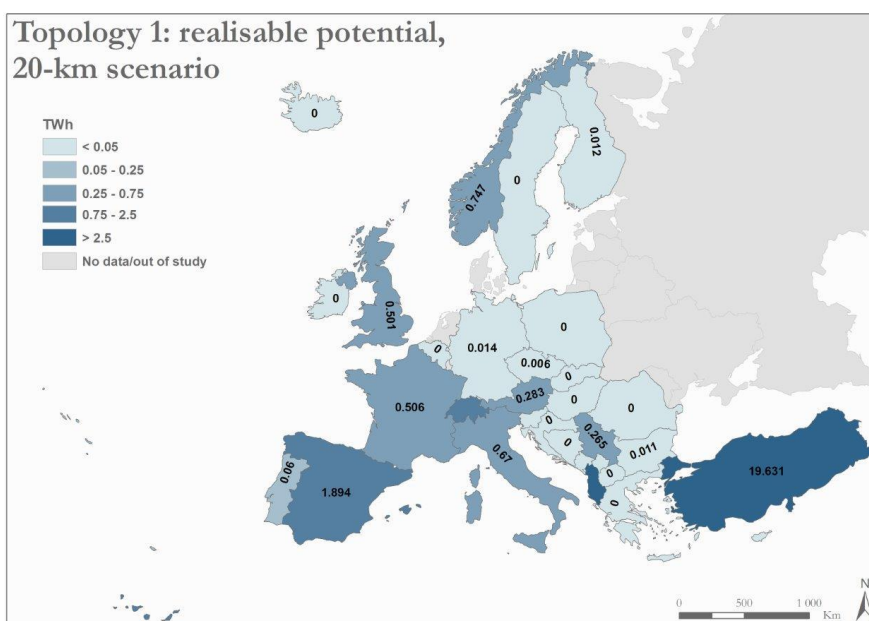 Topology 1: realisable potential,
20-km scenario
TWh
< 0.05
0.05 - 0.25
0.25 - 0.75
0.75 - 2.5
> 2.5
No data/out of study
0
0.012
0
0.747
0
0.501
0
0
0.014
0.006
0
0.283
0
0
0.506
0
0
0.265
0.011
0.67
0
0
0.06
1.894
19.631
N
0 500 1 000
Km